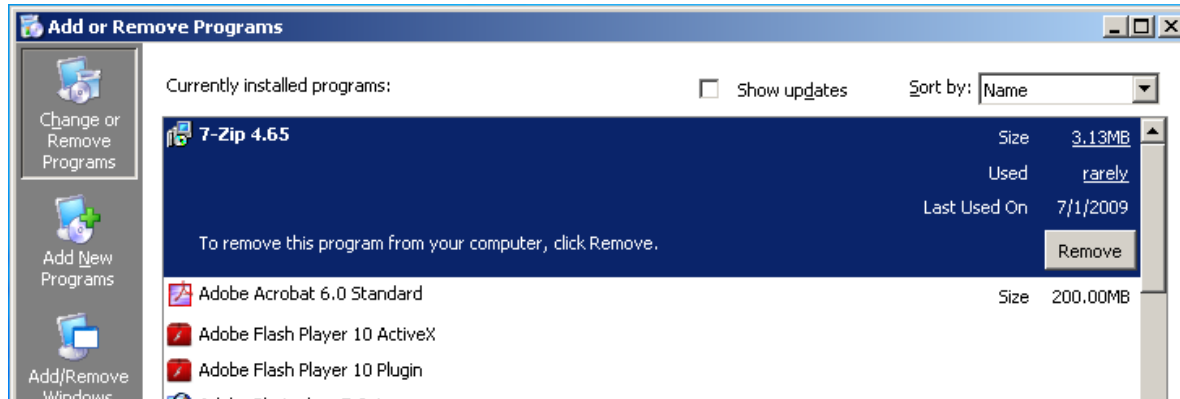 Add or Remove Programs
Change or
Remove
Programs
Currently installed programs:
Show updates
Sort by: Name
7-Zip 4.65
Size 3.13MB
Used rarely
Last Used On 7/1/2009
To remove this program from your computer, click Remove.
Remove
Add New
Programs
Adobe Acrobat 6.0 Standard
Size 200.00MB
Adobe Flash Player 10 ActiveX
Adobe Flash Player 10 Plugin
Add/Remove
Windows